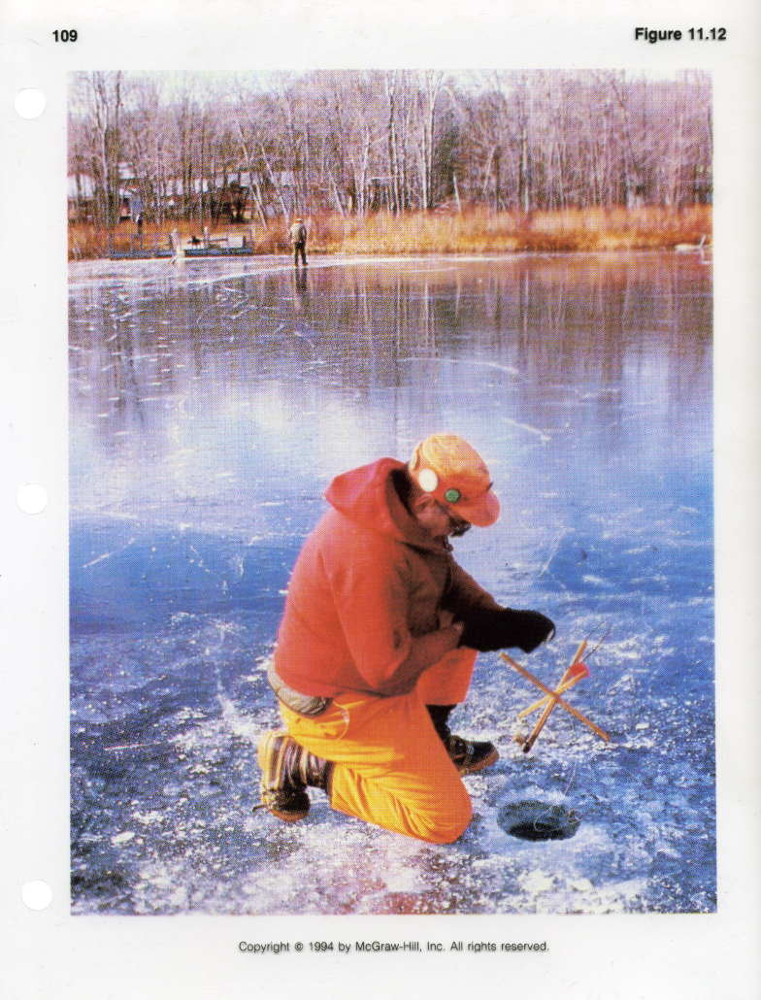 109
Figure 11.12
Copyright © 1994 by McGraw-Hill, Inc. All rights reserved.